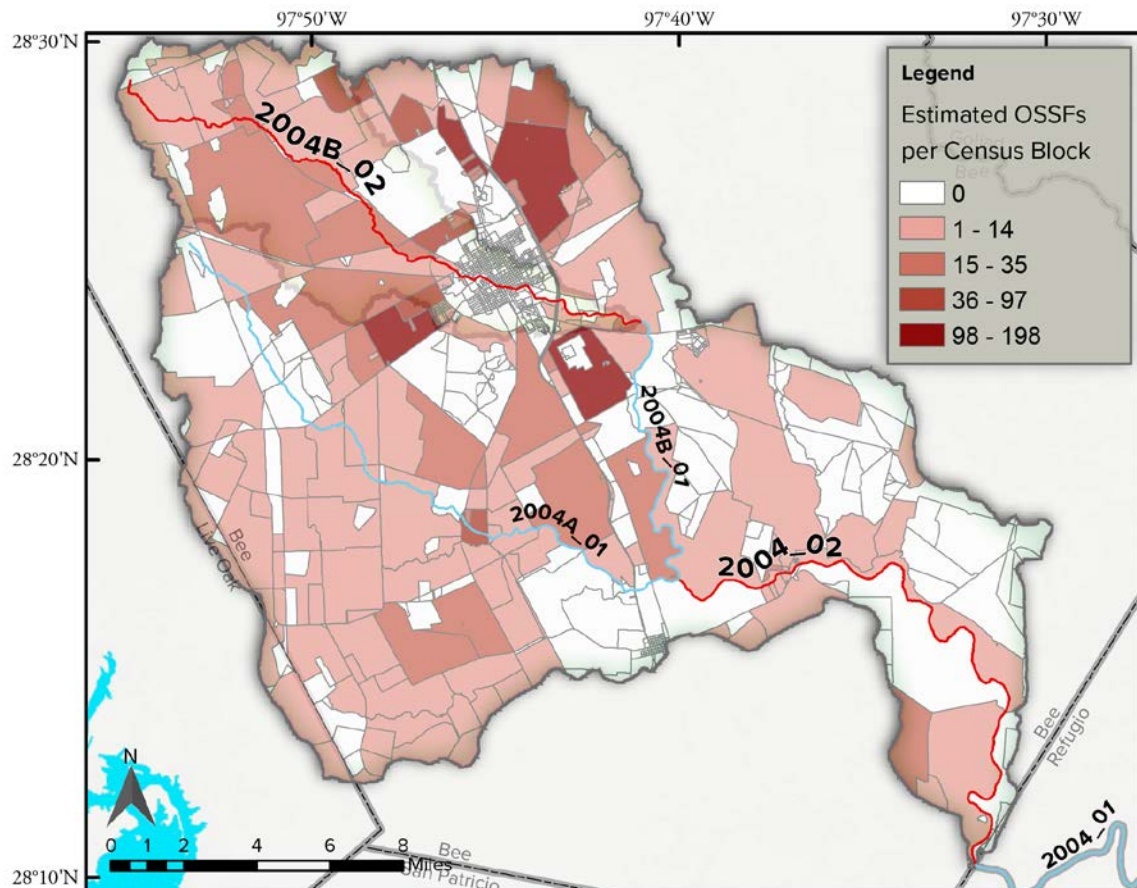 97°50'W
97°40'W
97°30'W
28°30'N
28°20'N
28°10'N
Legend
Estimated OSSFs
per Census Block
0
1 - 14
15 - 35
36 - 97
98 - 198
Goliad
Bee
2004B_02
2004B_01
2004A_01
2004_02
Bee
Live Oak
Bee
Refugio
2004_01
N
0 1 2 4 6 8
Miles
Bee
San Patricio